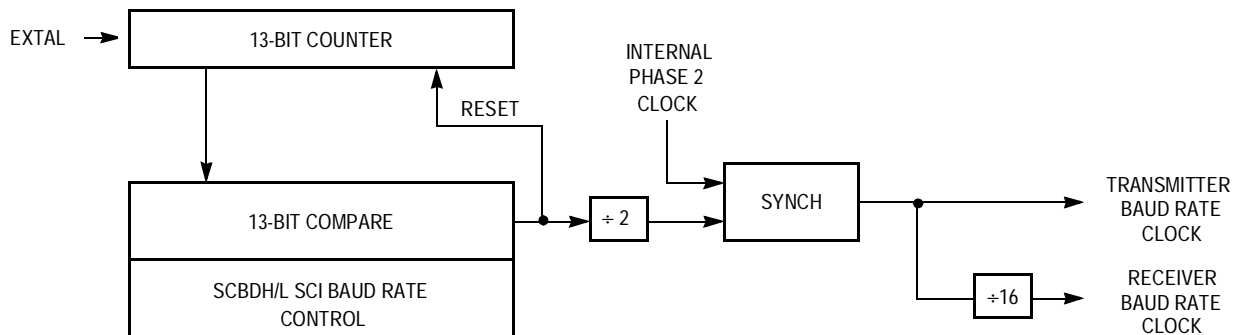 EXTAL
13-BIT COUNTER
INTERNAL
PHASE 2
CLOCK
RESET
13-BIT COMPARE
÷ 2
SYNCH
TRANSMITTER
BAUD RATE
CLOCK
SCBDH/L SCI BAUD RATE
CONTROL
÷16
RECEIVER
BAUD RATE
CLOCK